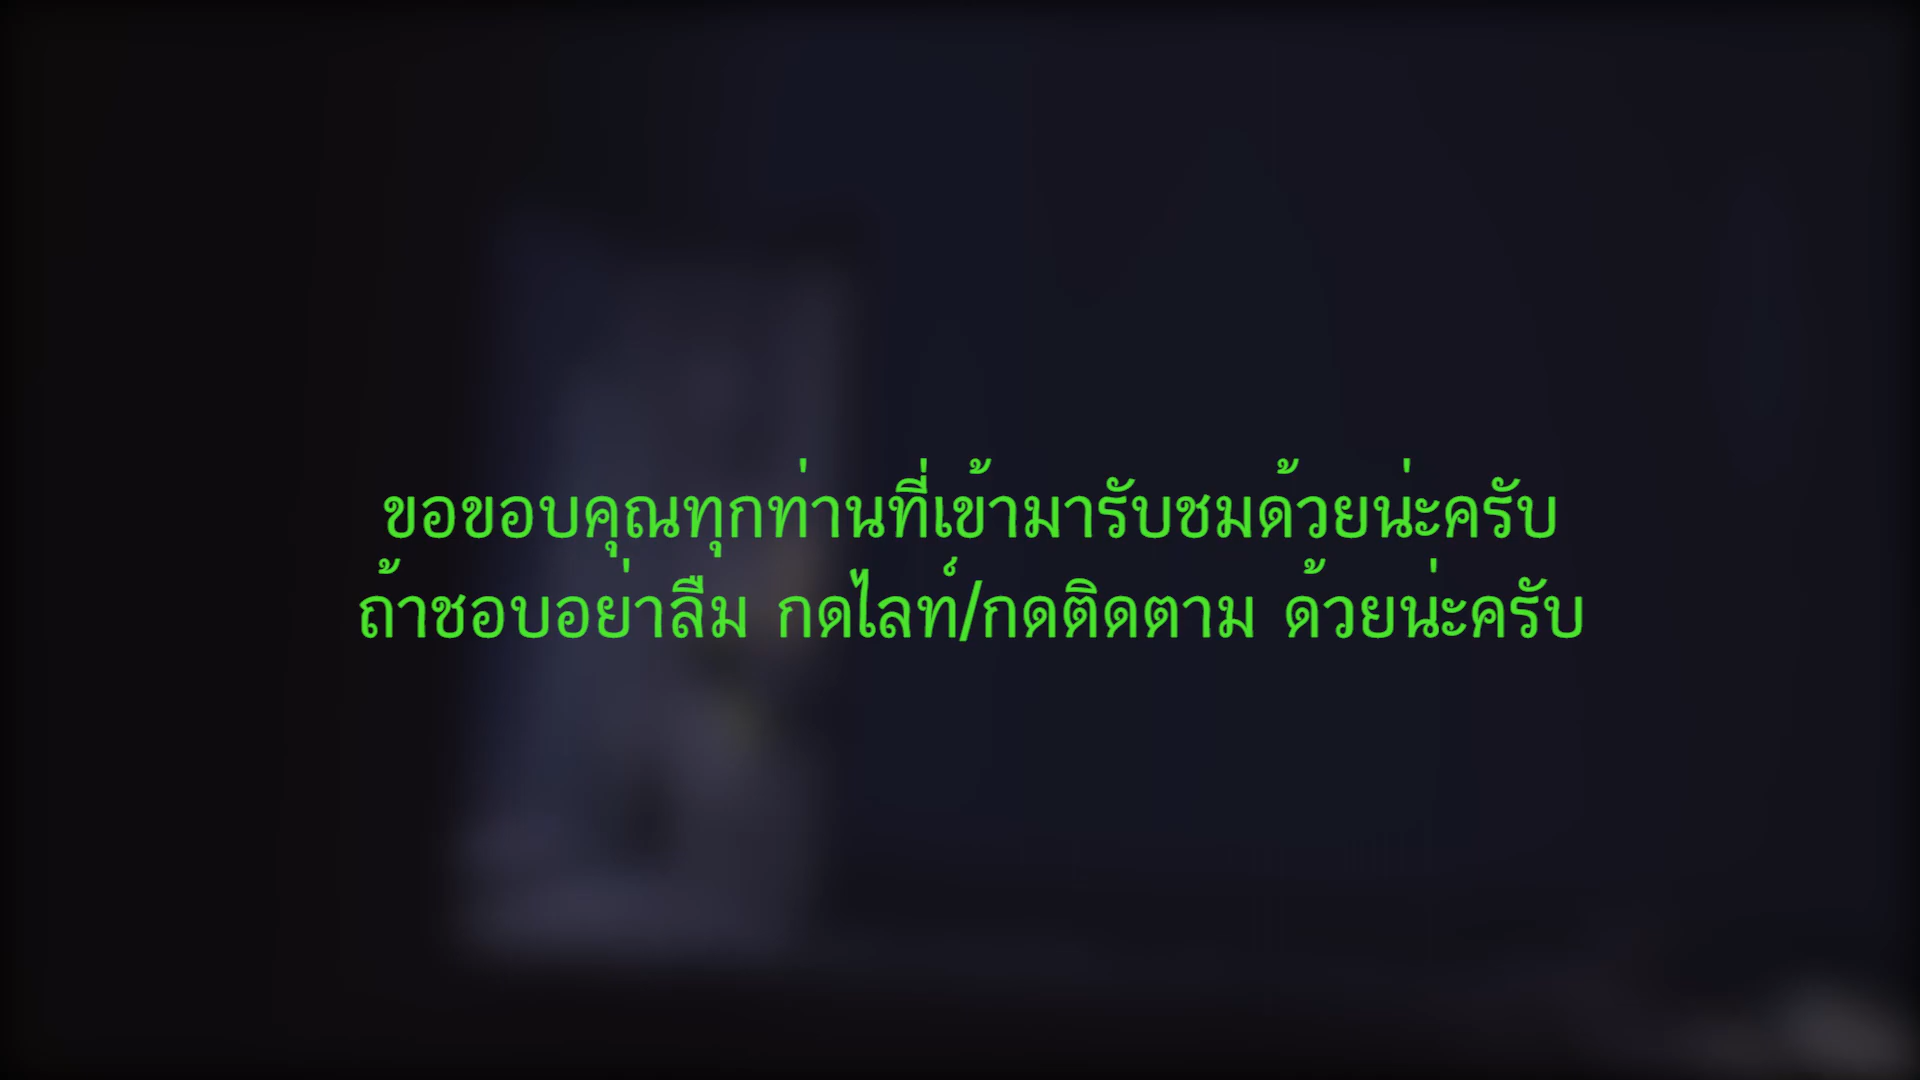 ขอขอบคุณทุกท่านที่เข้ามารับชมด้วยน่ะครับ
ถ้าชอบอย่าลืม กดไลท์/กดติดตาม ด้วยน่ะครับ